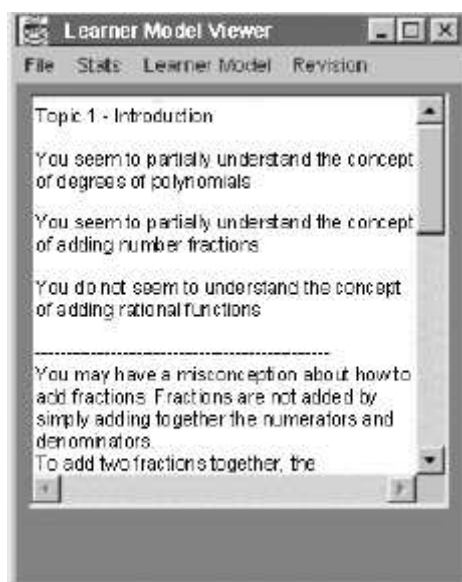 Learner Model Viewer
File Stats Learner Model Revision
Topic 1 - Introduction
You seem to partially understand the concept
of degrees of polynomials
You seem to partially understand the concept
of adding number fractions
You do not seem to understand the concept
of adding rational functions
------------------------------------------------
You may have a misconception about how to
add fractions. Fractions are not added by
simply adding together the numerators and
denominators.
To add two fractions together, the